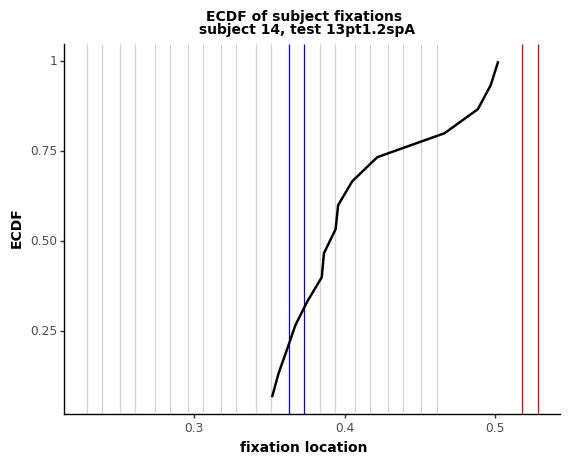 ECDF of subject fixations
subject 14, test 13pt1.2spA
1
0.75
0.50
0.25
ECDF
0.3
0.4
0.5
fixation location